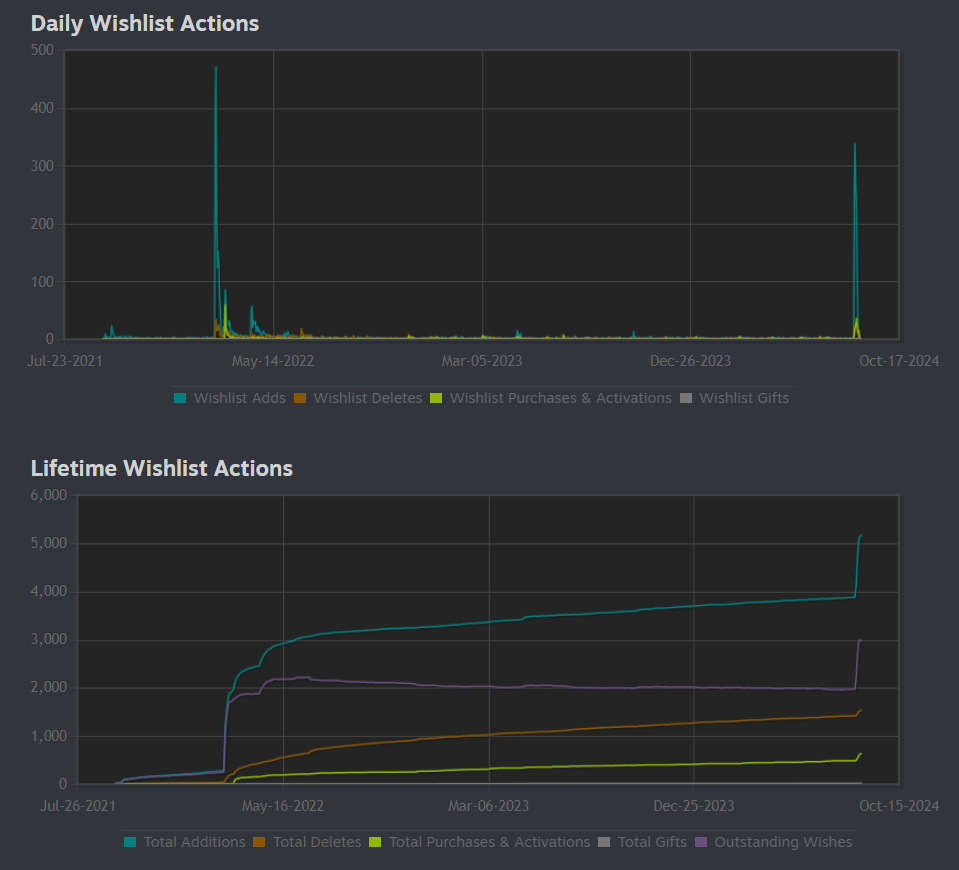 Daily Wishlist Actions
500
400
300
200
100
0
Jul-23-2021 May-14-2022 Mar-05-2023 Dec-26-2023 Oct-17-2024
Wishlist Adds Wishlist Deletes Wishlist Purchases & Activations Wishlist Gifts
Lifetime Wishlist Actions
6,000
5,000
4,000
3,000
2,000
1,000
0
Jul-26-2021 May-16-2022 Mar-06-2023 Dec-25-2023 Oct-15-2024
Total Additions Total Deletes Total Purchases & Activations Total Gifts Outstanding Wishes